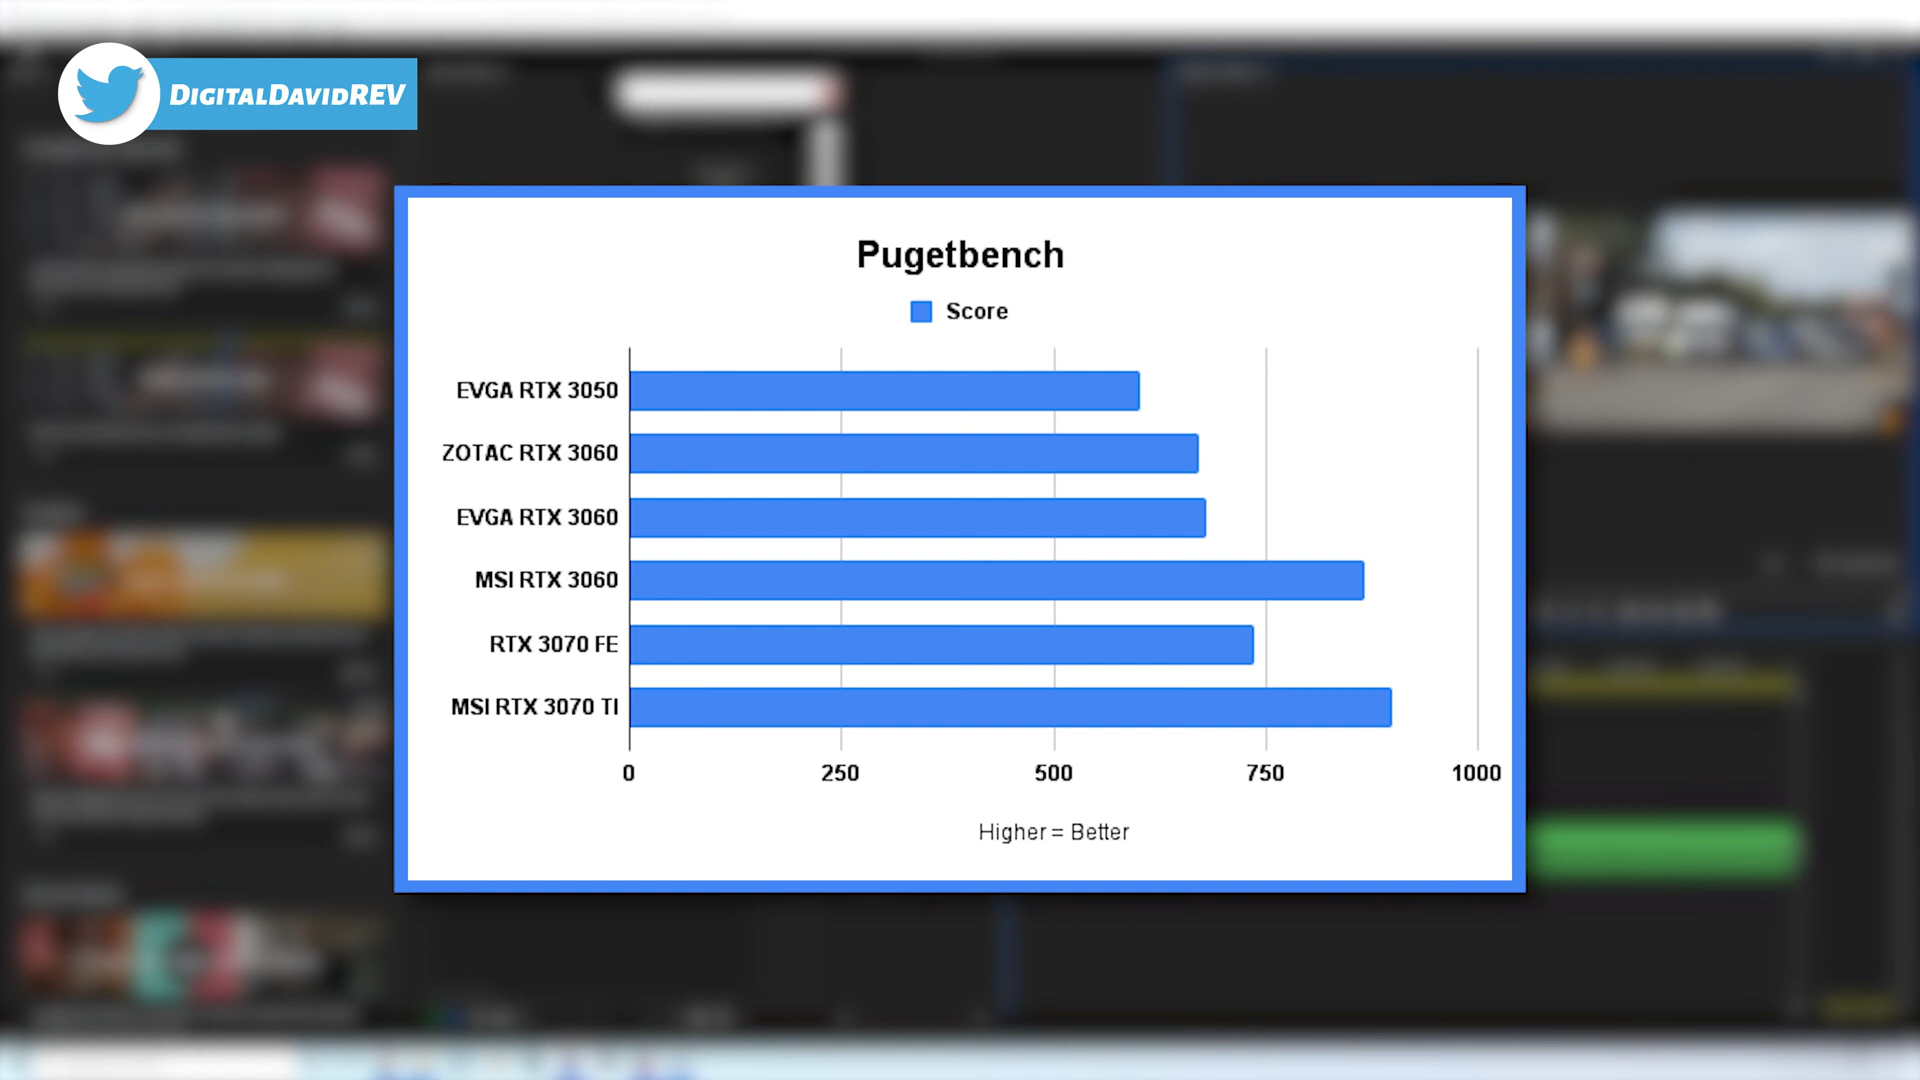 DIGITALDAVIDREV
Pugetbench
Score
EVGA RTX 3050
ZOTAC RTX 3060
EVGA RTX 3060
MSI RTX 3060
RTX 3070 FE
MSI RTX 3070 TI
0 250 500 750 1000
Higher = Better